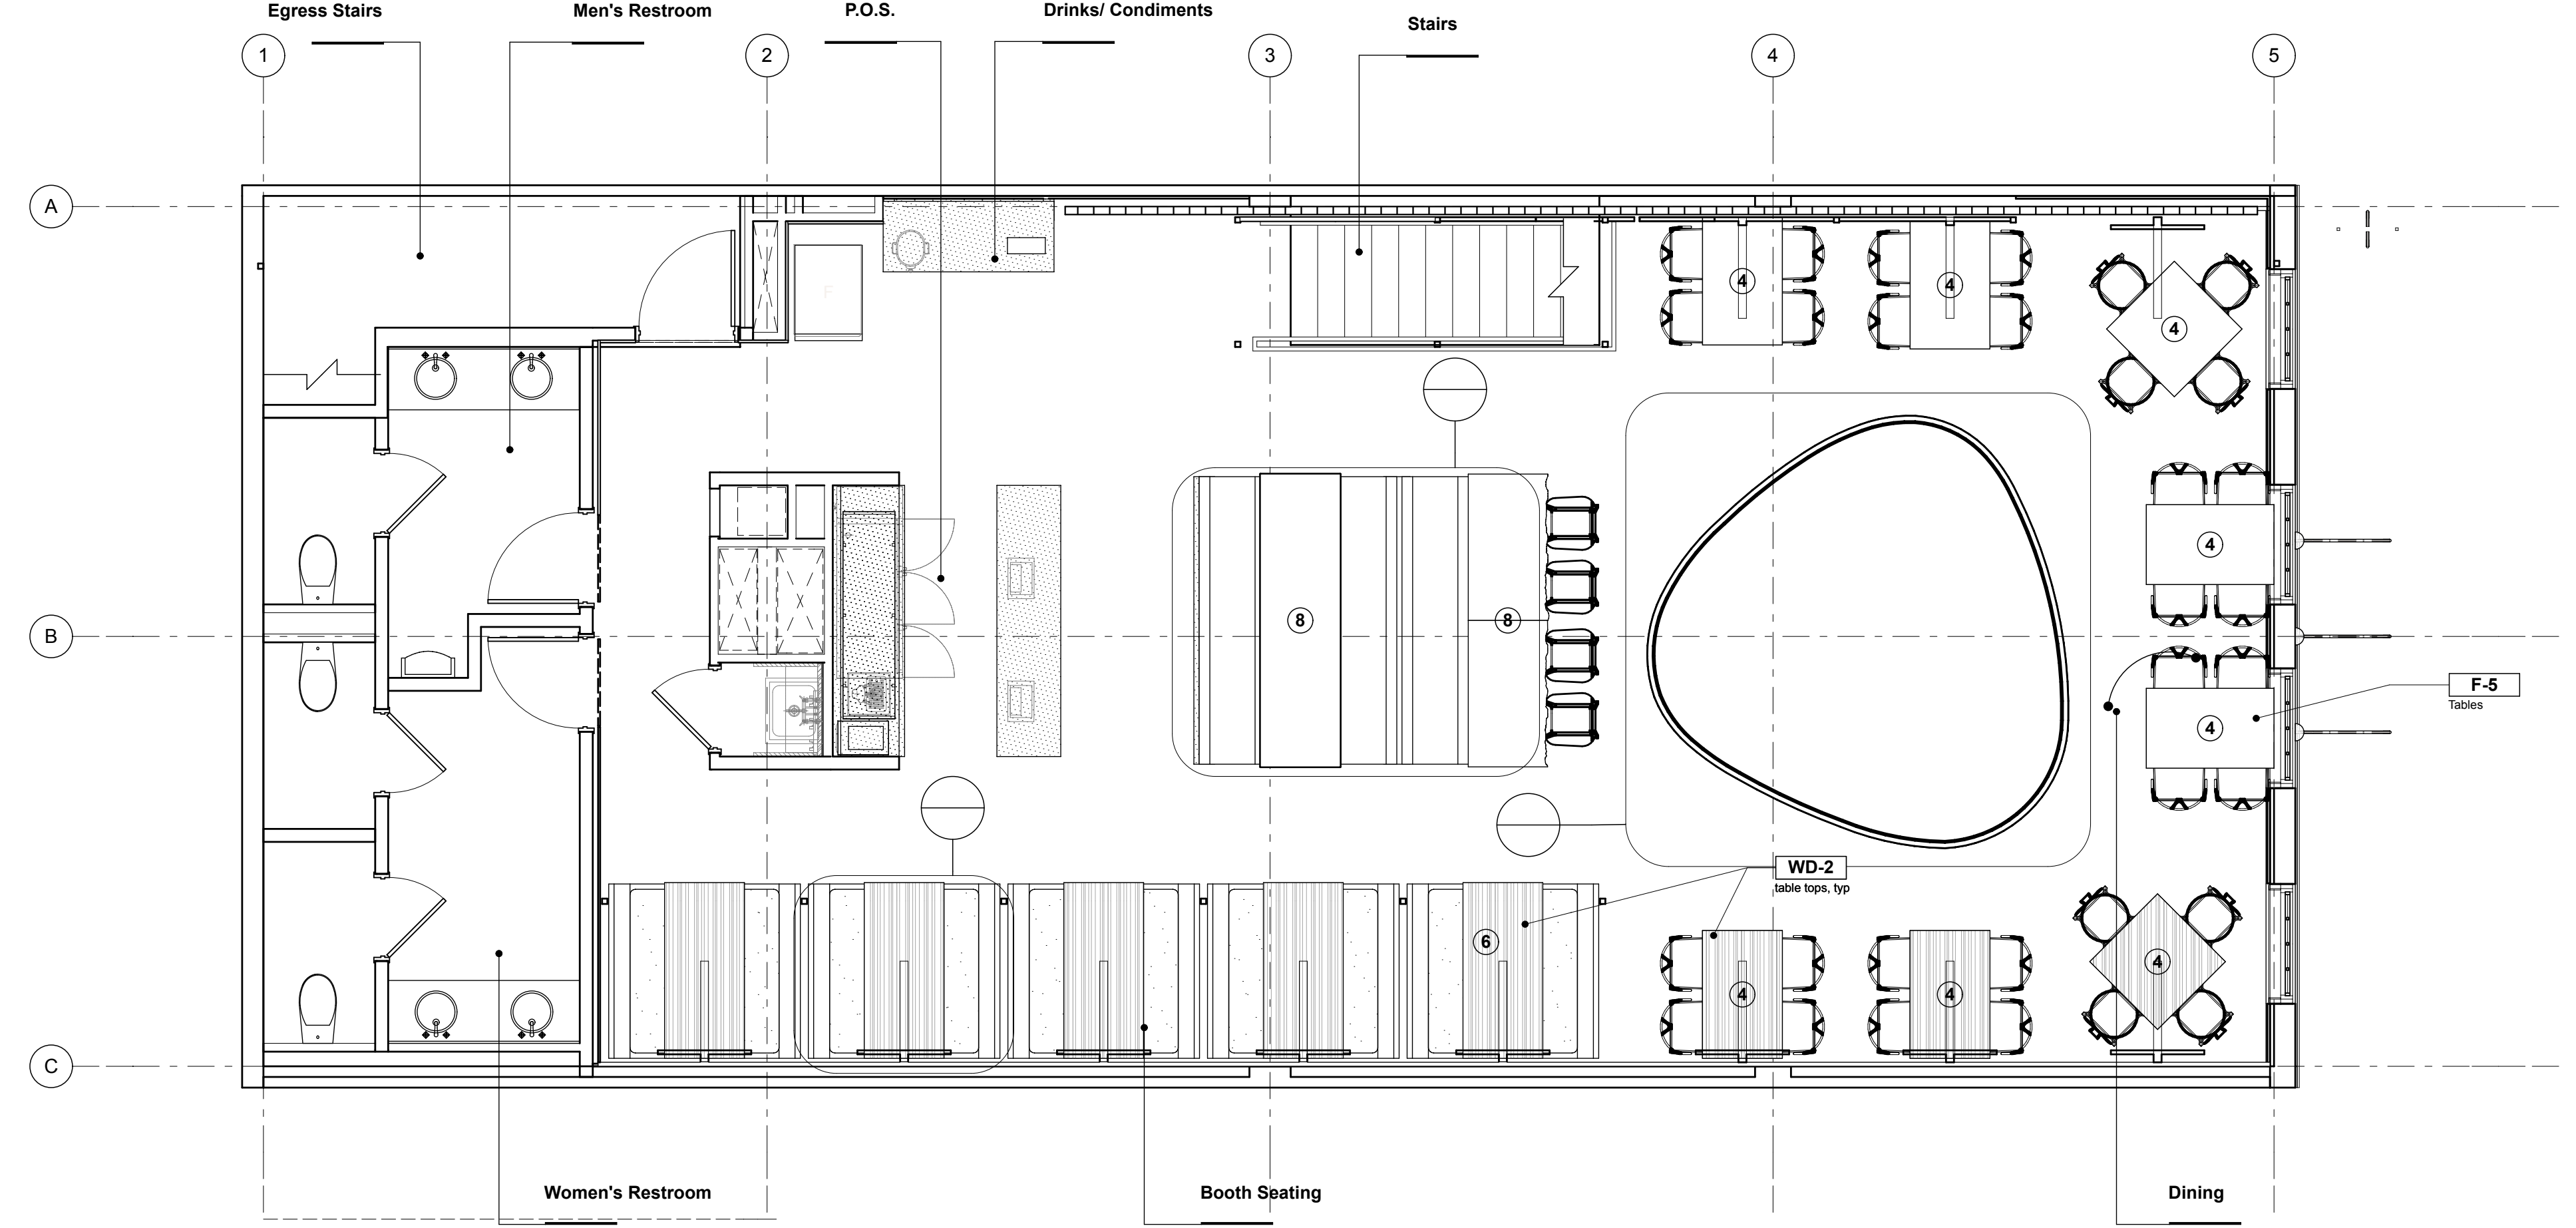 Egress Stairs
Men's Restroom
P.O.S.
Drinks/ Condiments
Stairs
1
2
3
4
5
A
F
4
4
4
4
8
8
B
F-5
Tables
4
WD-2
table tops, typ
6
4
4
4
C
Women's Restroom
Booth Seating
Dining